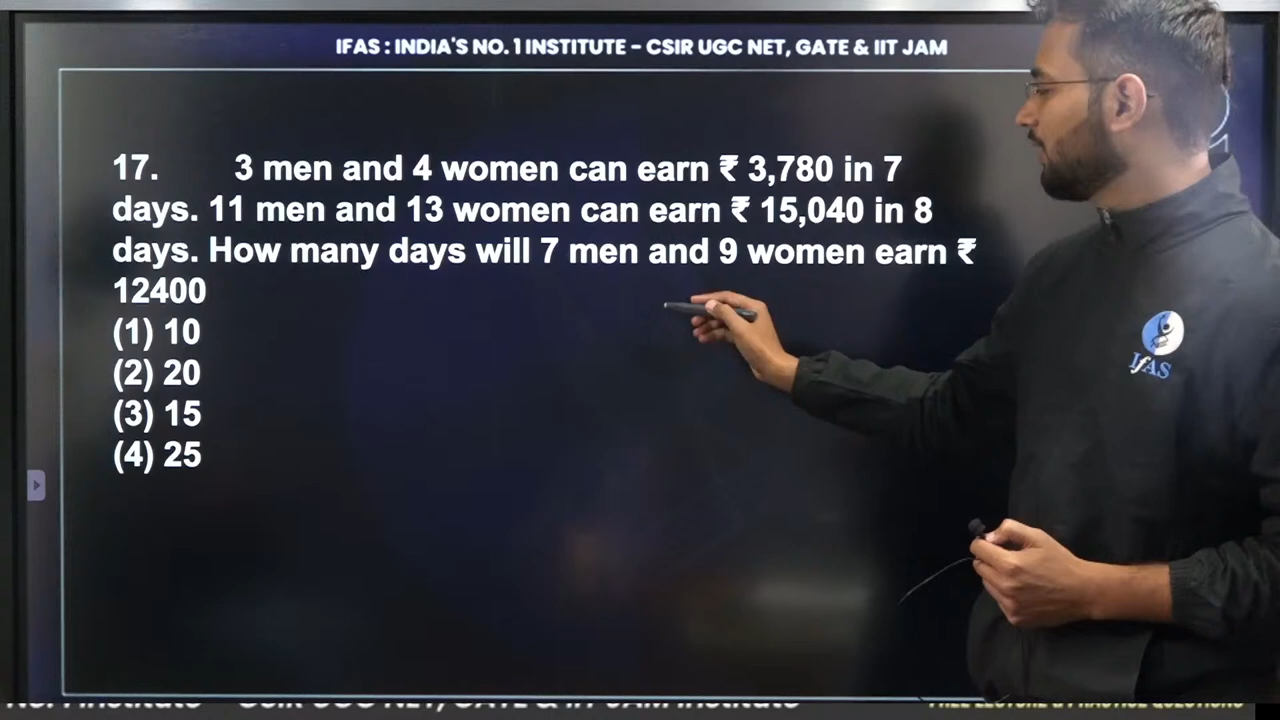 IFAS : INDIA'S NO. 1 INSTITUTE - CSIR UGC NET, GATE & IIT JAM
17. 3 men and 4 women can earn ₹ 3,780 in 7
days. 11 men and 13 women can earn ₹ 15,040 in 8
days. How many days will 7 men and 9 women earn ₹
12400
(1) 10
(2) 20
(3) 15
(4) 25
IfAS